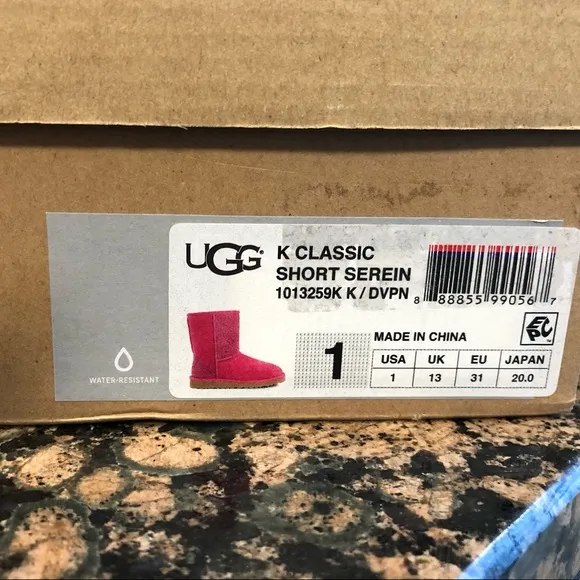 UGG®
K CLASSIC
SHORT SEREIN
1013259K K / DVPN
8 88855 99056 7
EPC
1
MADE IN CHINA
USA UK EU JAPAN
1 13 31 20.0
WATER-RESISTANT